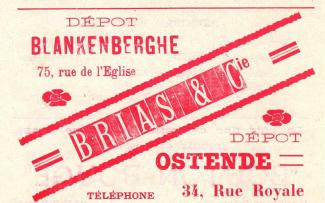 DÉPOT
BLANKENBERGHE
75, rue de l'Eglise
BRIAS & Cie
DÉPOT
OSTENDE
TÉLÉPHONE
34, Rue Royale